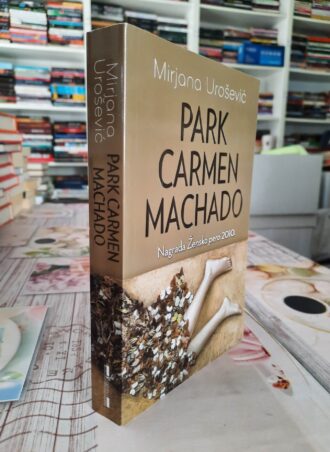 Mirjana Urošević
PARK
CARMEN
MACHADO
Nagrada Žensko pero 2010.
Mirjana
Urošević
PARK CARMEN
MACHADO